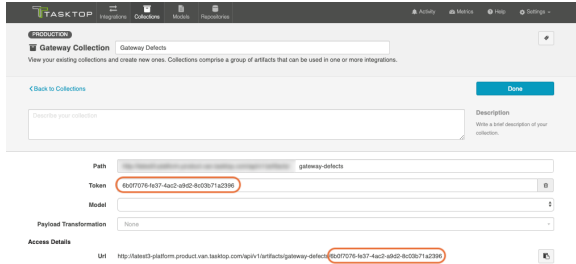 TASKTOP
Integrations Collections Models Repositories
Activity Metrics Help Settings
PRODUCTION
Gateway Collection Gateway Defects
View your existing collections and create new ones. Collections comprise a group of artifacts that can be used in one or more integrations.
Back to Collections
Done
Describe your collection
Description
Write a brief description of your
collection.
Path gateway-defects
Token 6b0f7076-fe37-4ac2-a9d2-8c03b71a2396
Model
Payload Transformation None
Access Details
Url http://latest3-platform.product.van.tasktop.com/api/v1/artifacts/gateway-defects/6b0f7076-fe37-4ac2-a9d2-8c03b71a2396